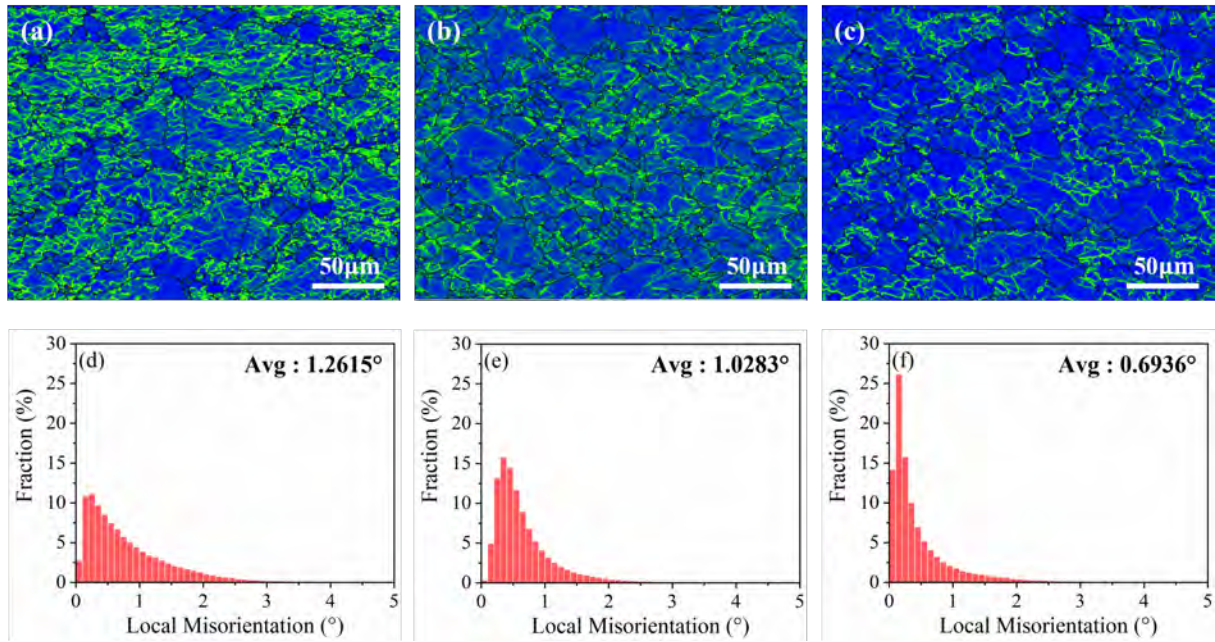 (a)
50μm
(b)
50μm
(c)
50μm
(d)
Avg : 1.2615°
Fraction (%)
30
25
20
15
10
5
0
0 1 2 3 4 5
Local Misorientation (°)
(e)
Avg : 1.0283°
Fraction (%)
30
25
20
15
10
5
0
0 1 2 3 4 5
Local Misorientation (°)
(f)
Avg : 0.6936°
Fraction (%)
30
25
20
15
10
5
0
0 1 2 3 4 5
Local Misorientation (°)